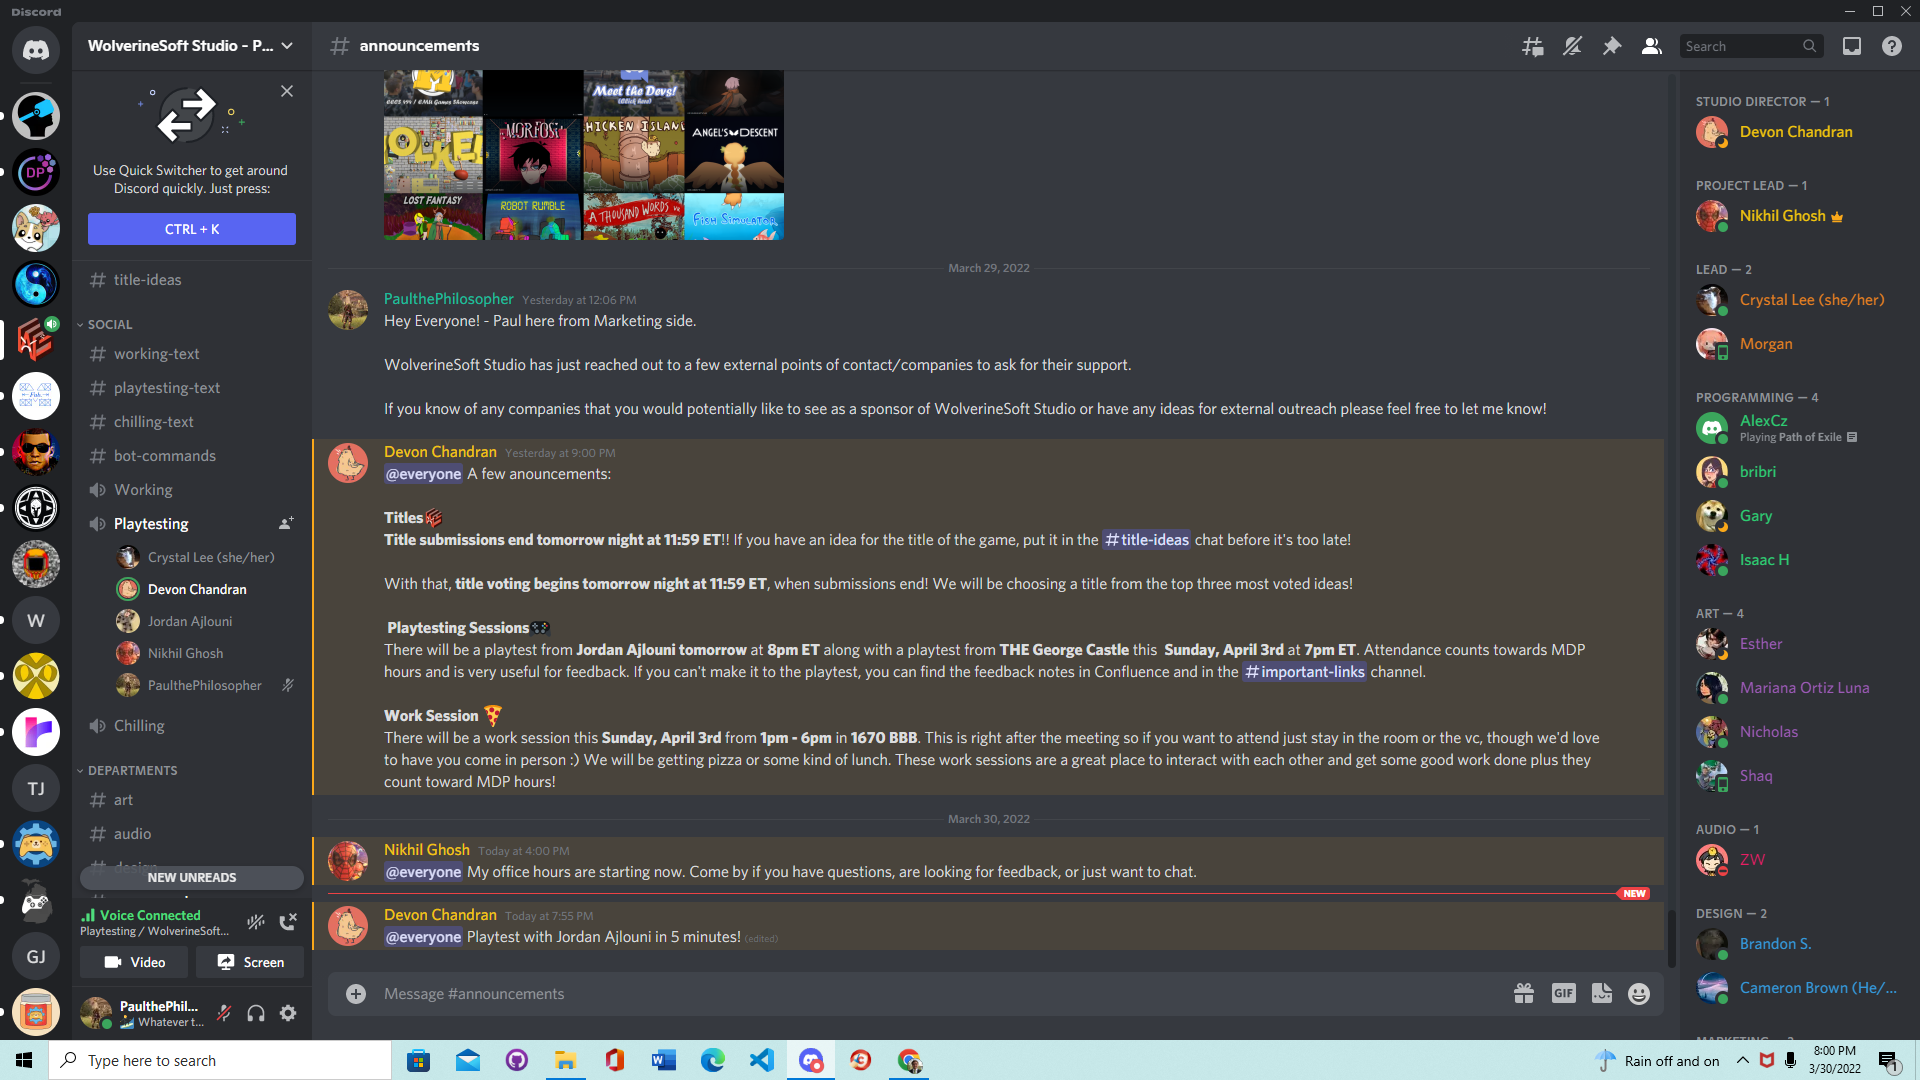 Discord
WolverineSoft Studio - P...
Use Quick Switcher to get around
Discord quickly. Just press:
CTRL + K
title-ideas
SOCIAL
working-text
playtesting-text
chilling-text
bot-commands
Working
Playtesting
Crystal Lee (she/her)
Devon Chandran
Jordan Ajlouni
Nikhil Ghosh
PaulthePhilosopher
Chilling
DEPARTMENTS
art
audio
design
NEW UNREADS
Voice Connected
Playtesting / WolverineSoft...
Video
Screen
PaulthePhil...
Whatever t...
DP
W
TJ
GJ
announcements
Search
EECS 494 / EMU Games Showcase
Meet the Devs!
(Click here)
MORFOSI
CHICKEN ISLAND
ANGEL'S DESCENT
LOST FANTASY
ROBOT RUMBLE
A THOUSAND WORDS
FISH SIMULATOR
March 29, 2022
PaulthePhilosopher Yesterday at 12:06 PM
Hey Everyone! - Paul here from Marketing side.
WolverineSoft Studio has just reached out to a few external points of contact/companies to ask for their support.
If you know of any companies that you would potentially like to see as a sponsor of WolverineSoft Studio or have any ideas for external outreach please feel free to let me know!
Devon Chandran Yesterday at 9:00 PM
@everyone A few anouncements:
Titles
Title submissions end tomorrow night at 11:59 ET!! If you have an idea for the title of the game, put it in the #title-ideas chat before it's too late!
With that, title voting begins tomorrow night at 11:59 ET, when submissions end! We will be choosing a title from the top three most voted ideas!
Playtesting Sessions
There will be a playtest from Jordan Ajlouni tomorrow at 8pm ET along with a playtest from THE George Castle this Sunday, April 3rd at 7pm ET. Attendance counts towards MDP
hours and is very useful for feedback. If you can't make it to the playtest, you can find the feedback notes in Confluence and in the #important-links channel.
Work Session
There will be a work session this Sunday, April 3rd from 1pm - 6pm in 1670 BBB. This is right after the meeting so if you want to attend just stay in the room or the vc, though we'd love
to have you come in person :) We will be getting pizza or some kind of lunch. These work sessions are a great place to interact with each other and get some good work done plus they
count toward MDP hours!
March 30, 2022
Nikhil Ghosh Today at 4:00 PM
@everyone My office hours are starting now. Come by if you have questions, are looking for feedback, or just want to chat.
NEW
Devon Chandran Today at 7:55 PM
@everyone Playtest with Jordan Ajlouni in 5 minutes! (edited)
Message #announcements
GIF
STUDIO DIRECTOR — 1
Devon Chandran
PROJECT LEAD — 1
Nikhil Ghosh
LEAD — 2
Crystal Lee (she/her)
Morgan
PROGRAMMING — 4
AlexCz
Playing Path of Exile
bribri
Gary
Isaac H
ART — 4
Esther
Mariana Ortiz Luna
Nicholas
Shaq
AUDIO — 1
ZW
DESIGN — 2
Brandon S.
Cameron Brown (He/...
Type here to search
Rain off and on
8:00 PM
3/30/2022
1